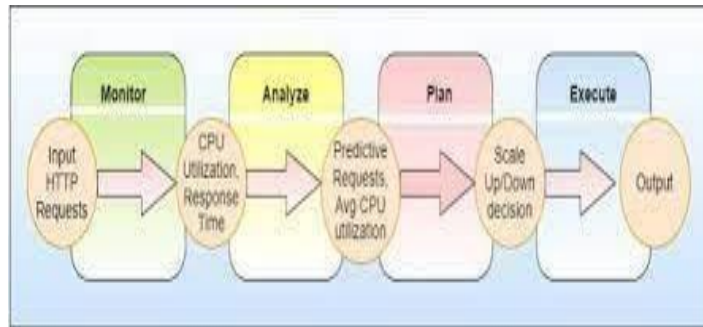 Monitor
Analyze
Plan
Execute
Input
HTTP
Requests
CPU
Utilization,
Response
Time
Predictive
Requests,
Avg CPU
utilization
Scale
Up/Down
decision
Output